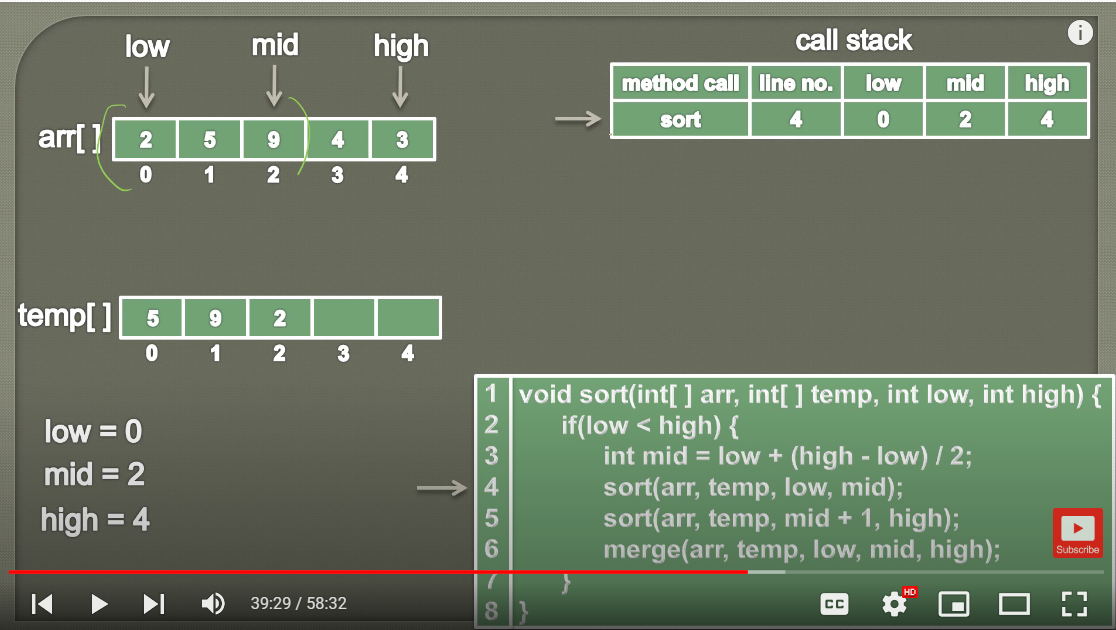 low mid high
arr[ ] 2 5 9 4 3
0 1 2 3 4
call stack
method call line no. low mid high
sort 4 0 2 4
temp[ ] 5 9 2
0 1 2 3 4
low = 0
mid = 2
high = 4
1 void sort(int[ ] arr, int[ ] temp, int low, int high) {
2 if(low < high) {
3 int mid = low + (high - low) / 2;
4 sort(arr, temp, low, mid);
5 sort(arr, temp, mid + 1, high);
6 merge(arr, temp, low, mid, high);
7 }
8 }
Subscribe
39:29 / 58:32
CC
HD
i